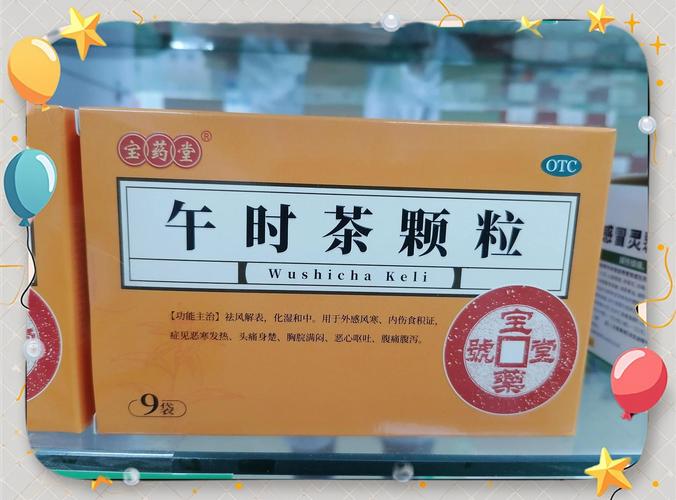 宝药堂®
OTC
午时茶颗粒
Wushicha Keli
【功能主治】祛风解表，化湿和中。用于外感风寒、内伤食积证，
症见恶寒发热、头痛身楚、胸脘满闷、恶心呕吐、腹痛腹泻。
宝
號 堂
藥
9袋
感冒灵